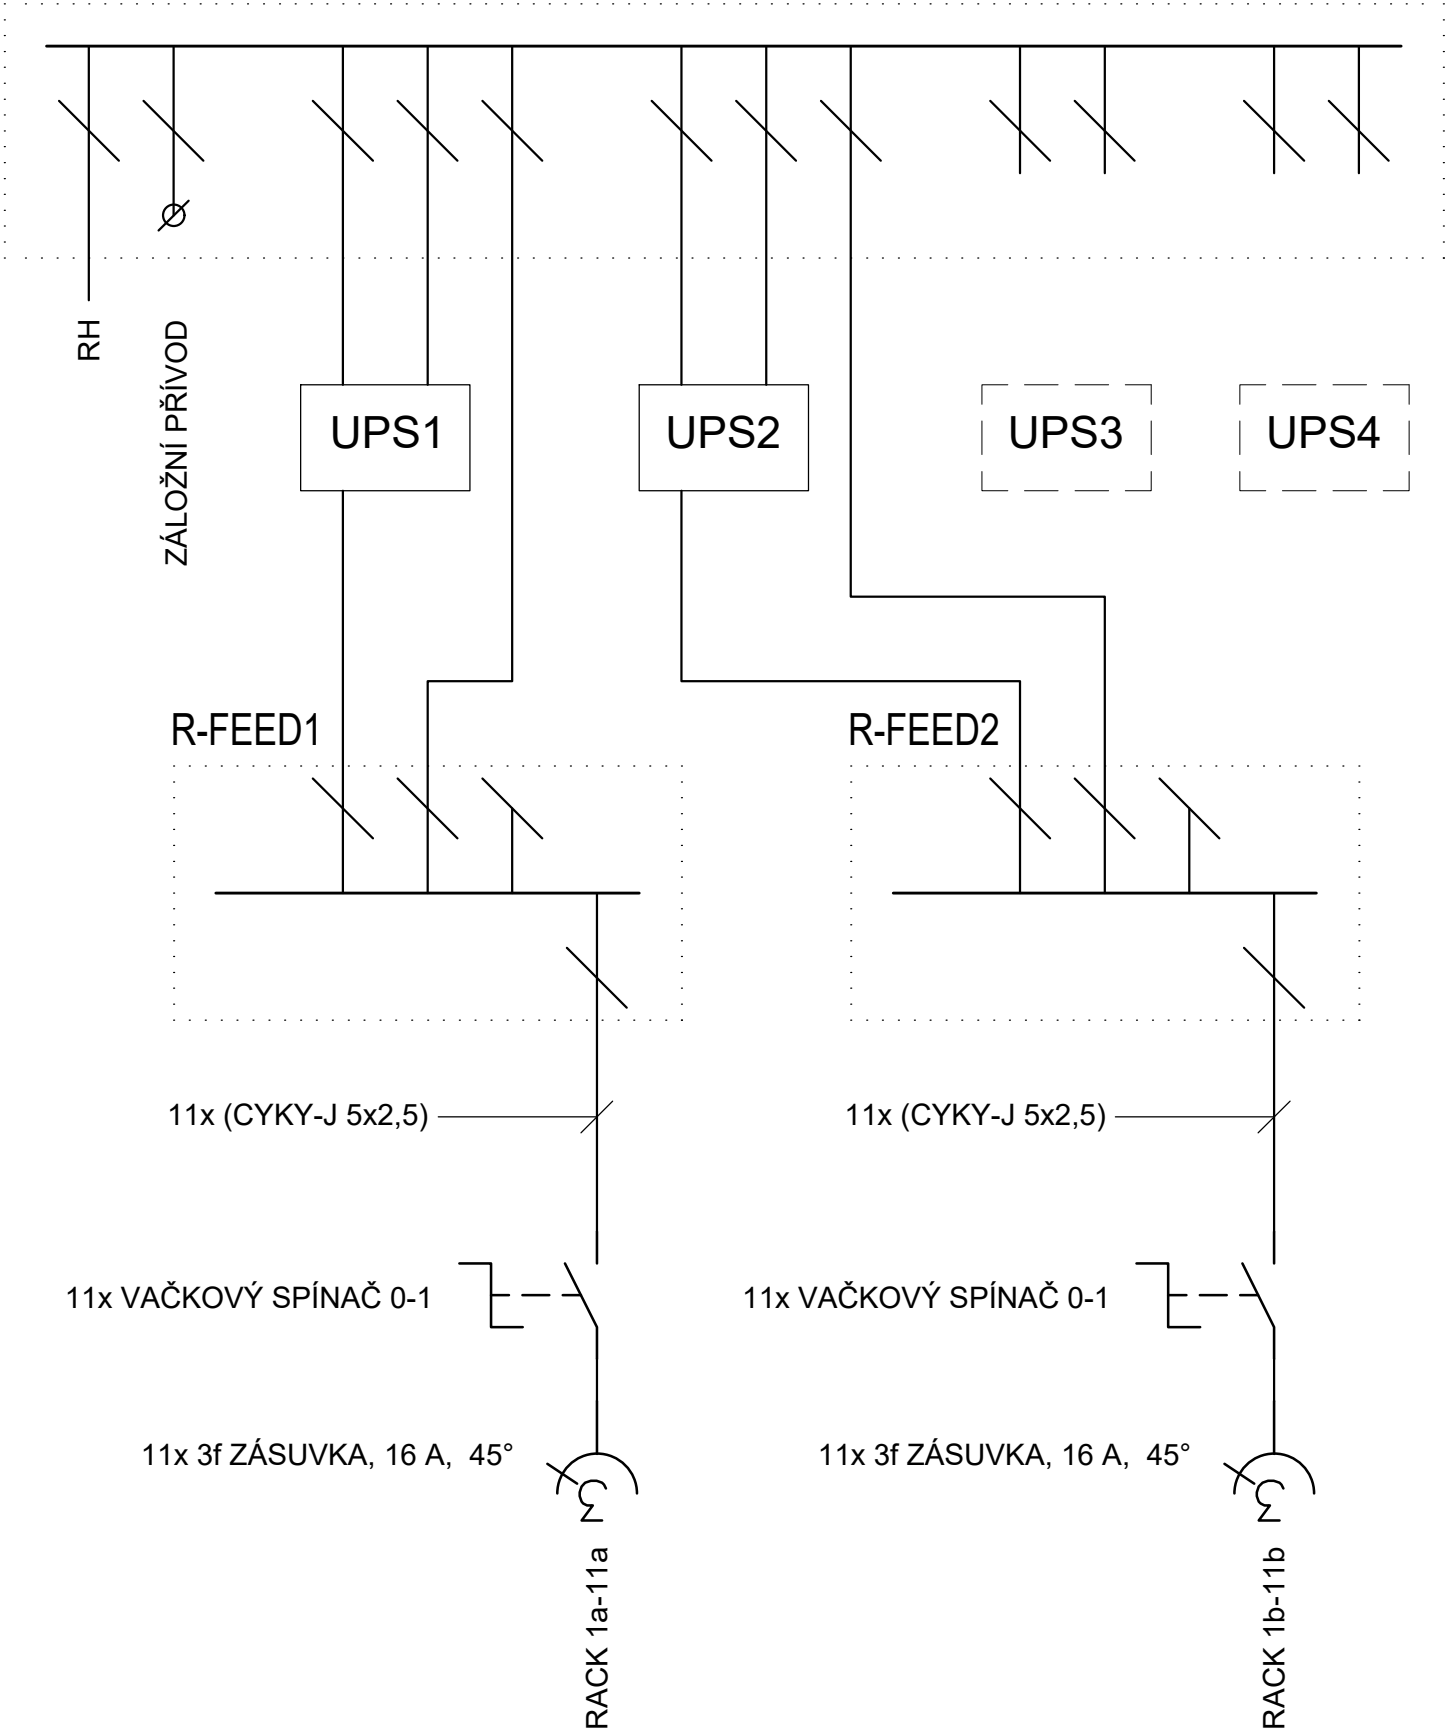 RH
ZÁLOŽNÍ PŘÍVOD
UPS1
UPS2
UPS3
UPS4
R-FEED1
R-FEED2
11x (CYKY-J 5x2,5)
11x (CYKY-J 5x2,5)
11x VAČKOVÝ SPÍNAČ 0-1
11x VAČKOVÝ SPÍNAČ 0-1
11x 3f ZÁSUVKA, 16 A, 45°
11x 3f ZÁSUVKA, 16 A, 45°
3
3
RACK 1a-11a
RACK 1b-11b